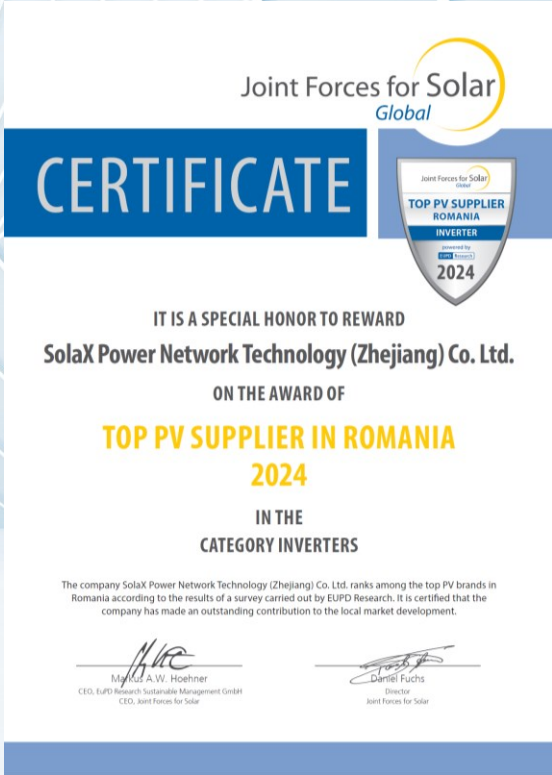 Joint Forces for Solar
Global
CERTIFICATE
Joint Forces for Solar
Global
TOP PV SUPPLIER
ROMANIA
INVERTER
powered by
EUPD Research
2024
IT IS A SPECIAL HONOR TO REWARD
SolaX Power Network Technology (Zhejiang) Co. Ltd.
ON THE AWARD OF
TOP PV SUPPLIER IN ROMANIA
2024
IN THE
CATEGORY INVERTERS
The company SolaX Power Network Technology (Zhejiang) Co. Ltd. ranks among the top PV brands in
Romania according to the results of a survey carried out by EUPD Research. It is certified that the
company has made an outstanding contribution to the local market development.
Markus A.W. Hoehner
CEO, EuPD Research Sustainable Management GmbH
CEO, Joint Forces for Solar
Daniel Fuchs
Director
Joint Forces for Solar